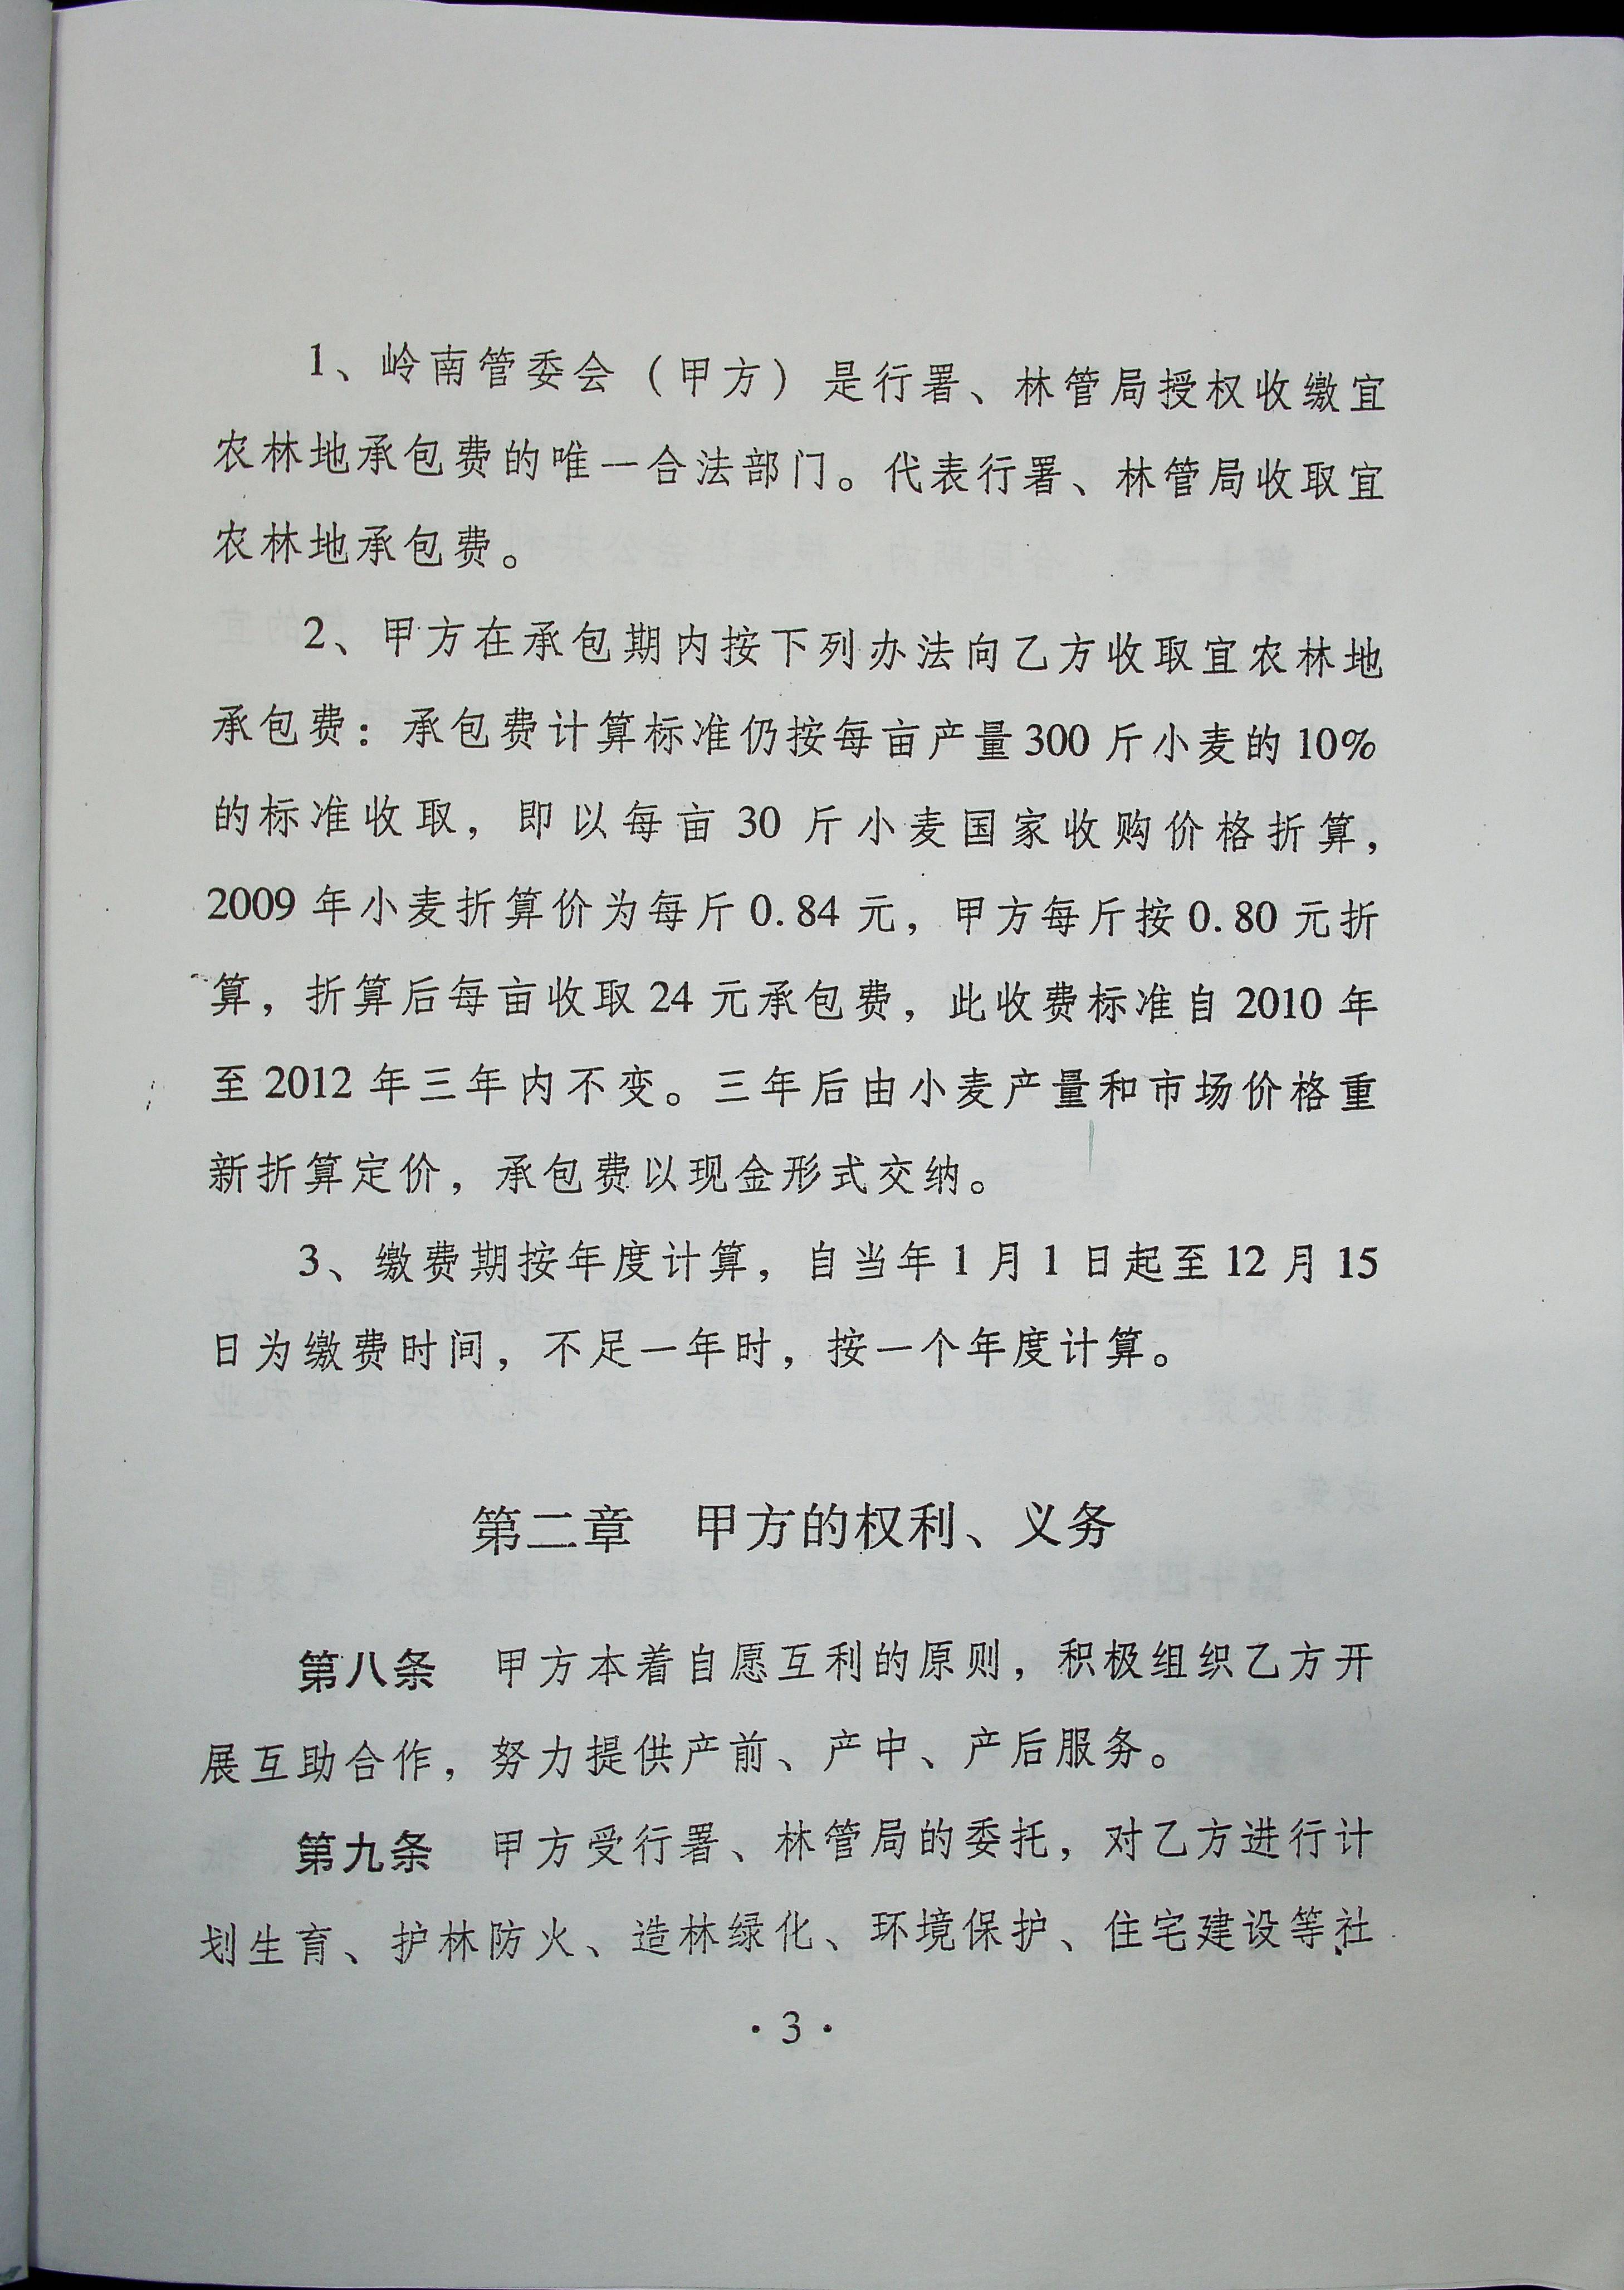 1、岭南管委会（甲方）是行署、林管局授权收缴宜
农林地承包费的唯一合法部门。代表行署、林管局收取宜
农林地承包费。
2、甲方在承包期内按下列办法向乙方收取宜农林地
承包费：承包费计算标准仍按每亩产量300斤小麦的10%
的标准收取，即以每亩30斤小麦国家收购价格折算，
2009年小麦折算价为每斤0.84元，甲方每斤按0.80元折
算，折算后每亩收取24元承包费，此收费标准自2010年
至2012年三年内不变。三年后由小麦产量和市场价格重
新折算定价，承包费以现金形式交纳。
3、缴费期按年度计算，自当年1月1日起至12月15
日为缴费时间，不足一年时，按一个年度计算。
第二章　甲方的权利、义务
第八条　甲方本着自愿互利的原则，积极组织乙方开
展互助合作，努力提供产前、产中、产后服务。
第九条　甲方受行署、林管局的委托，对乙方进行计
划生育、护林防火、造林绿化、环境保护、住宅建设等社
·3·